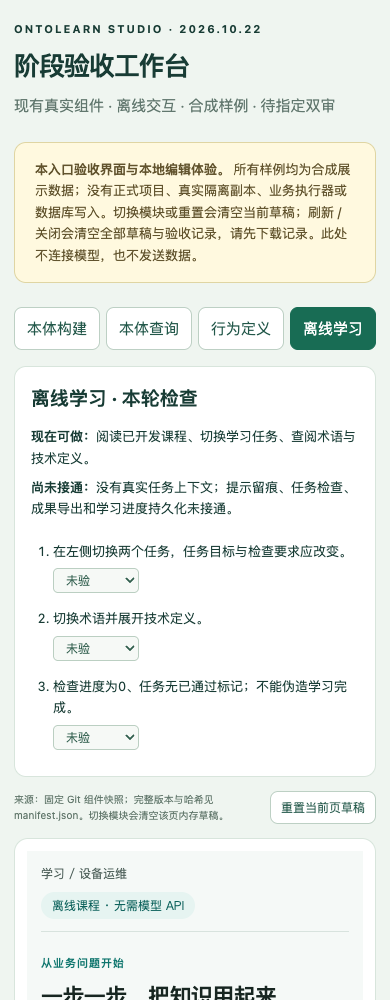 ONTOLEARN STUDIO · 2026.10.22
阶段验收工作台
现有真实组件 · 离线交互 · 合成样例 · 待指定双审
本入口验收界面与本地编辑体验。所有样例均为合成展
示数据；没有正式项目、真实隔离副本、业务执行器或
数据库写入。切换模块或重置会清空当前草稿；刷新 /
关闭会清空全部草稿与验收记录，请先下载记录。此处
不连接模型，也不发送数据。
本体构建
本体查询
行为定义
离线学习
离线学习 · 本轮检查
现在可做：阅读已开发课程、切换学习任务、查阅术语与
技术定义。
尚未接通：没有真实任务上下文；提示留痕、任务检查、
成果导出和学习进度持久化未接通。
1. 在左侧切换两个任务，任务目标与检查要求应改变。
未验
2. 切换术语并展开技术定义。
未验
3. 检查进度为0、任务无已通过标记；不能伪造学习完
成。
未验
来源：固定 Git 组件快照；完整版本与哈希见
manifest.json。切换模块会清空该页内存草稿。
重置当前页草稿
学习 / 设备运维
离线课程 · 无需模型 API
从业务问题开始
一步一步，把知识用起来